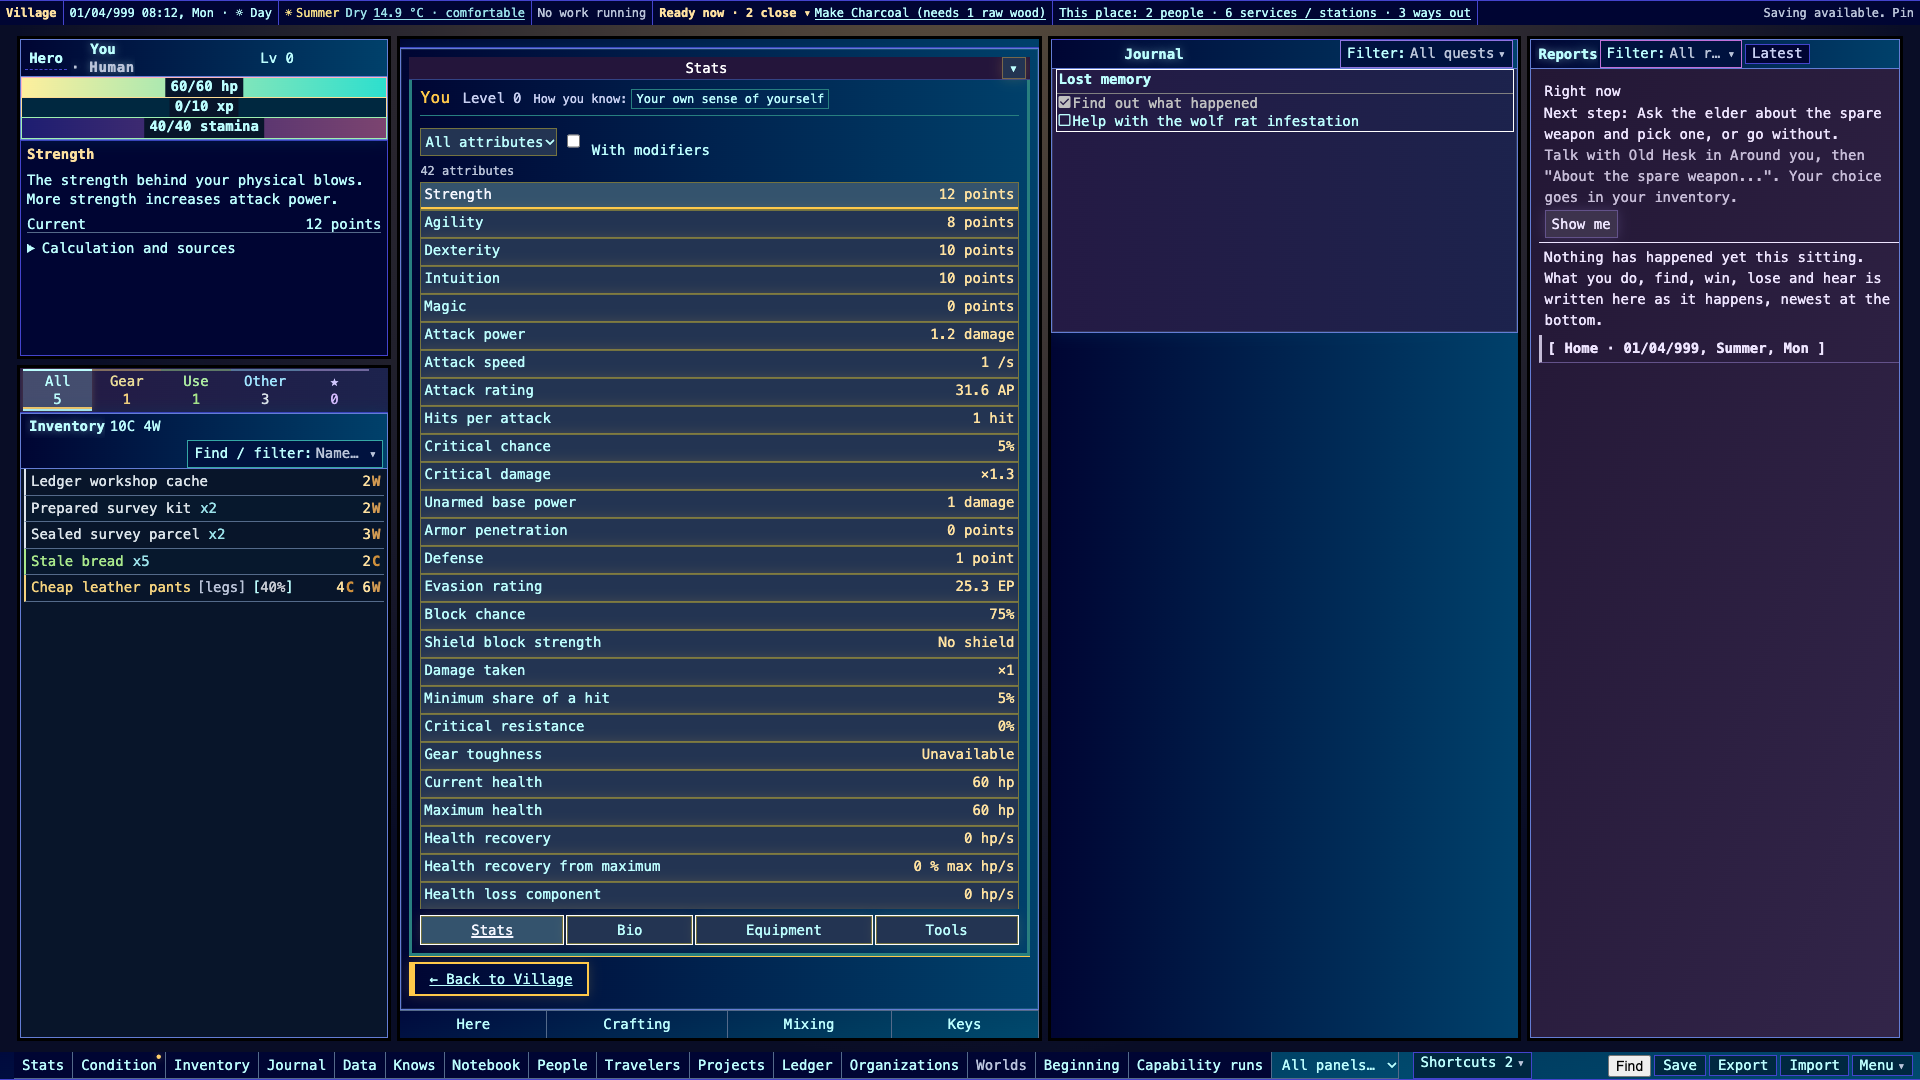 Village 01/04/999 08:12, Mon · ☀ Day ☀ Summer Dry 14.9 °C · comfortable No work running Ready now · 2 close ▾ Make Charcoal (needs 1 raw wood) This place: 2 people · 6 services / stations · 3 ways out Saving available. Pin
Hero · You Human Lv 0
60/60 hp
0/10 xp
40/40 stamina
Strength
The strength behind your physical blows.
More strength increases attack power.
Current 12 points
▶ Calculation and sources
All Gear Use Other ★
5 1 1 3 0
Inventory 10C 4W
Find / filter: Name… ▾
Ledger workshop cache 2W
Prepared survey kit x2 2W
Sealed survey parcel x2 3W
Stale bread x5 2C
Cheap leather pants [legs] [40%] 4C 6W
Stats ▼
You Level 0 How you know: Your own sense of yourself
All attributes With modifiers
42 attributes
Strength 12 points
Agility 8 points
Dexterity 10 points
Intuition 10 points
Magic 0 points
Attack power 1.2 damage
Attack speed 1 /s
Attack rating 31.6 AP
Hits per attack 1 hit
Critical chance 5%
Critical damage ×1.3
Unarmed base power 1 damage
Armor penetration 0 points
Defense 1 point
Evasion rating 25.3 EP
Block chance 75%
Shield block strength No shield
Damage taken ×1
Minimum share of a hit 5%
Critical resistance 0%
Gear toughness Unavailable
Current health 60 hp
Maximum health 60 hp
Health recovery 0 hp/s
Health recovery from maximum 0 % max hp/s
Health loss component 0 hp/s
Stats Bio Equipment Tools
← Back to Village
Here Crafting Mixing Keys
Journal Filter: All quests ▾
Lost memory
Find out what happened
Help with the wolf rat infestation
Reports Filter: All r… ▾ Latest
Right now
Next step: Ask the elder about the spare
weapon and pick one, or go without.
Talk with Old Hesk in Around you, then
"About the spare weapon...". Your choice
goes in your inventory.
Show me
Nothing has happened yet this sitting.
What you do, find, win, lose and hear is
written here as it happens, newest at the
bottom.
[ Home · 01/04/999, Summer, Mon ]
Stats Condition Inventory Journal Data Knows Notebook People Travelers Projects Ledger Organizations Worlds Beginning Capability runs All panels… Shortcuts 2 ▾ Find Save Export Import Menu ▾